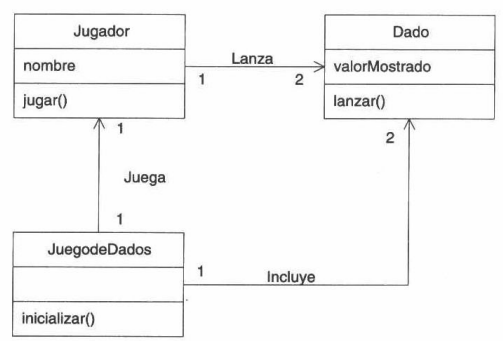 Jugador
nombre
jugar()
Lanza
1
2
Dado
valorMostrado
lanzar()
1
Juega
1
2
JuegodeDados
inicializar()
1
Incluye